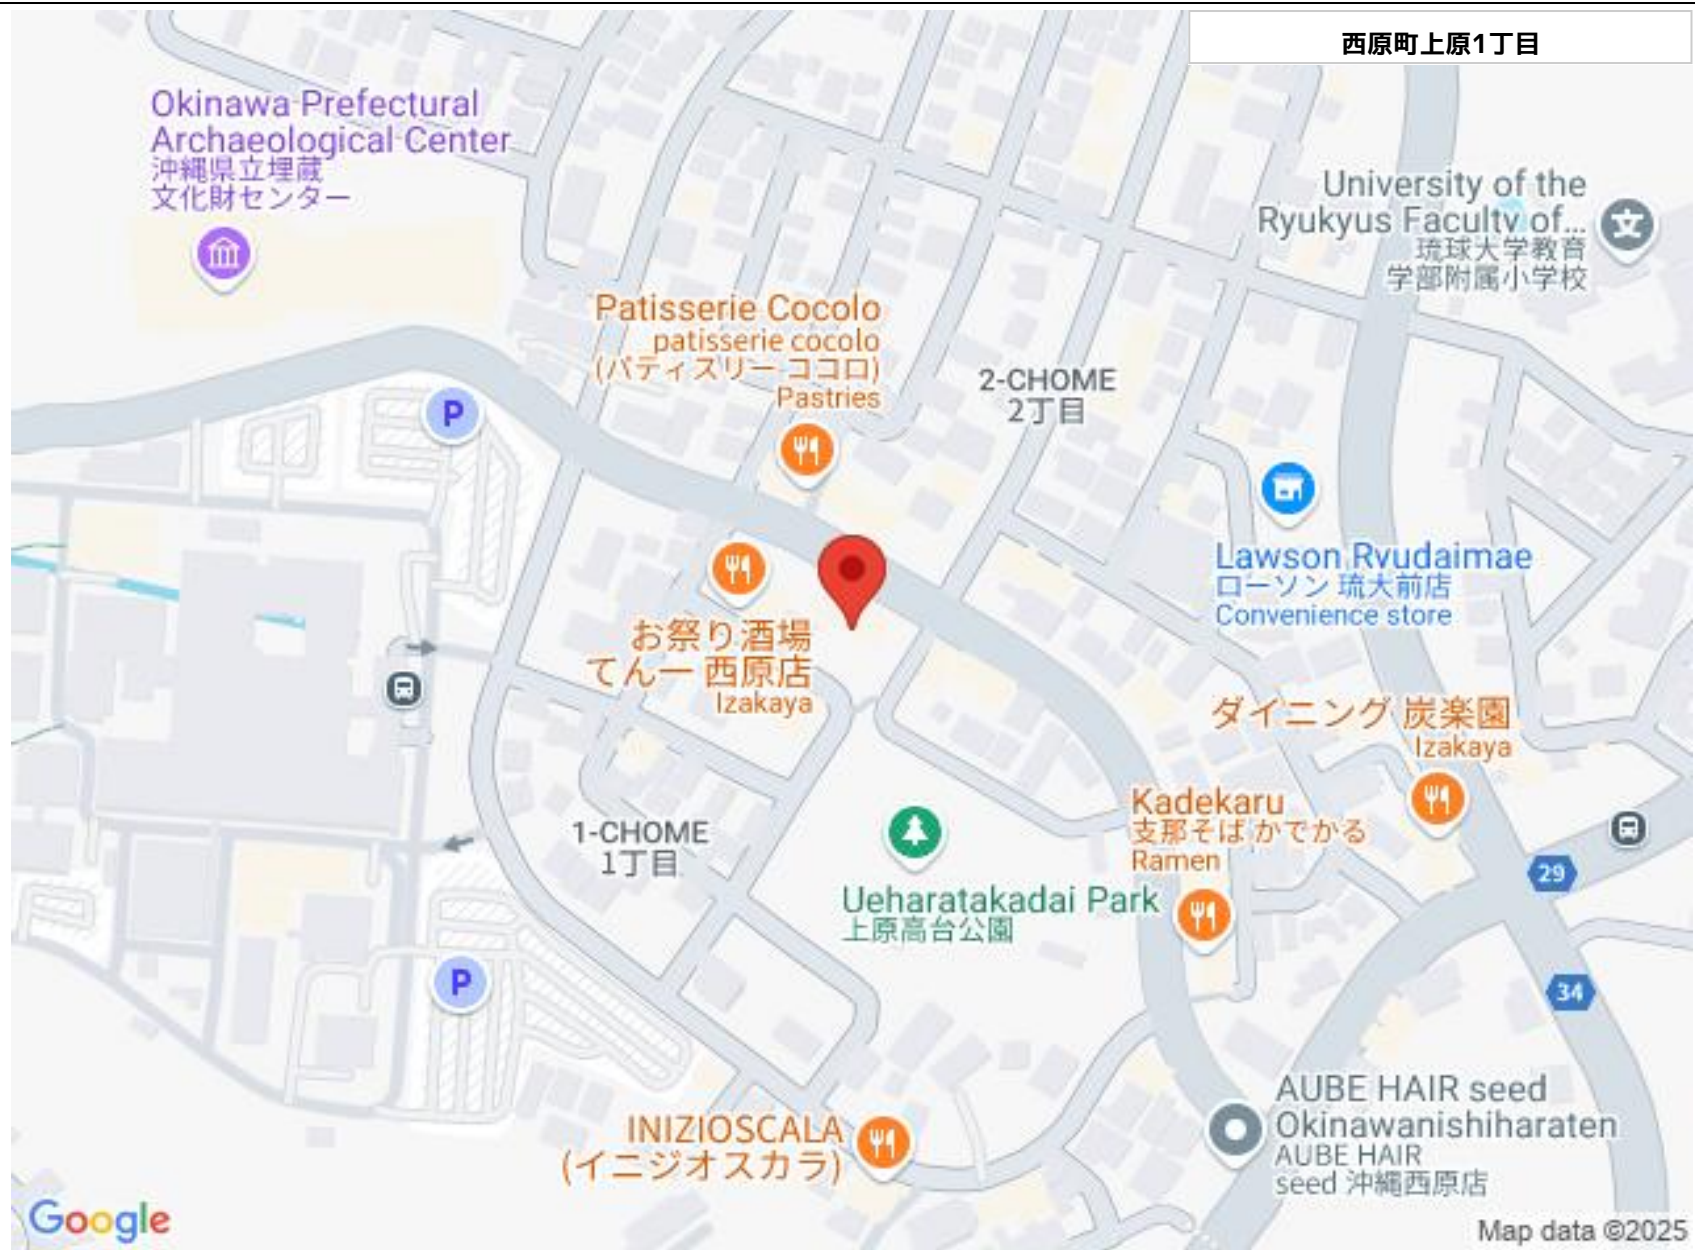 西原町上原1丁目
Okinawa Prefectural
Archaeological Center
沖縄県立埋蔵
文化財センター
University of the
Ryukyus Faculty of...
琉球大学教育
学部附属小学校
Patisserie Cocolo
patisserie cocolo
(パティスリー ココロ)
Pastries
2-CHOME
2丁目
P
Lawson Ryudaimae
ローソン 琉大前店
Convenience store
お祭り酒場
てんー 西原店
Izakaya
ダイニング 炭楽園
Izakaya
Kadekaru
支那そば かでかる
Ramen
1-CHOME
1丁目
29
Ueharatakadai Park
上原高台公園
P
34
AUBE HAIR seed
Okinawanishiharaten
AUBE HAIR
seed 沖縄西原店
INIZIOSCALA
(イニジオスカラ)
Google
Map data ©2025